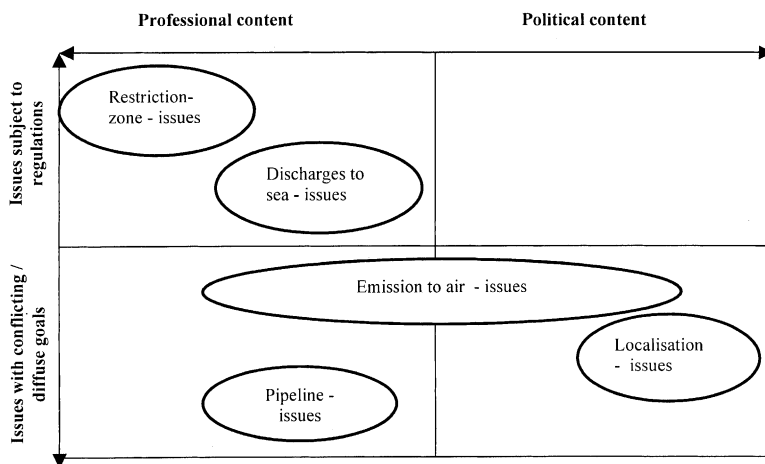 Professional content
Political content
Issues subject to
regulations
Restriction-
zone - issues
Discharges to
sea - issues
Issues with conflicting /
diffuse goals
Emission to air - issues
Localisation
- issues
Pipeline -
issues